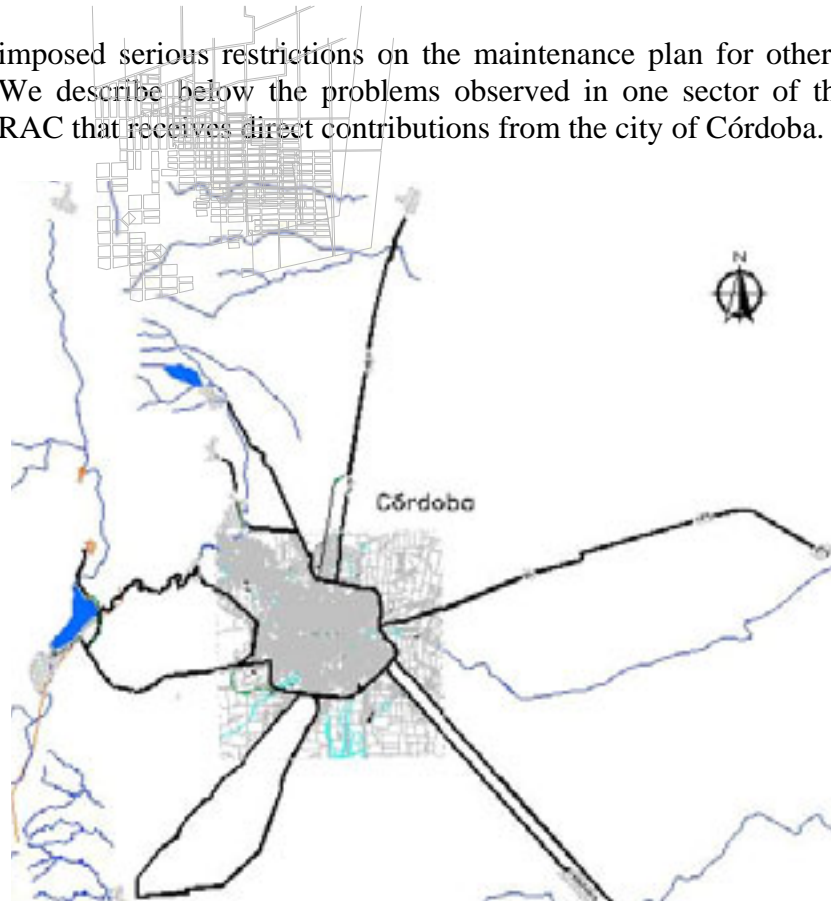 imposed serious restrictions on the maintenance plan for other
We describe below the problems observed in one sector of th
RAC that receives direct contributions from the city of Córdoba.
N
Córdoba